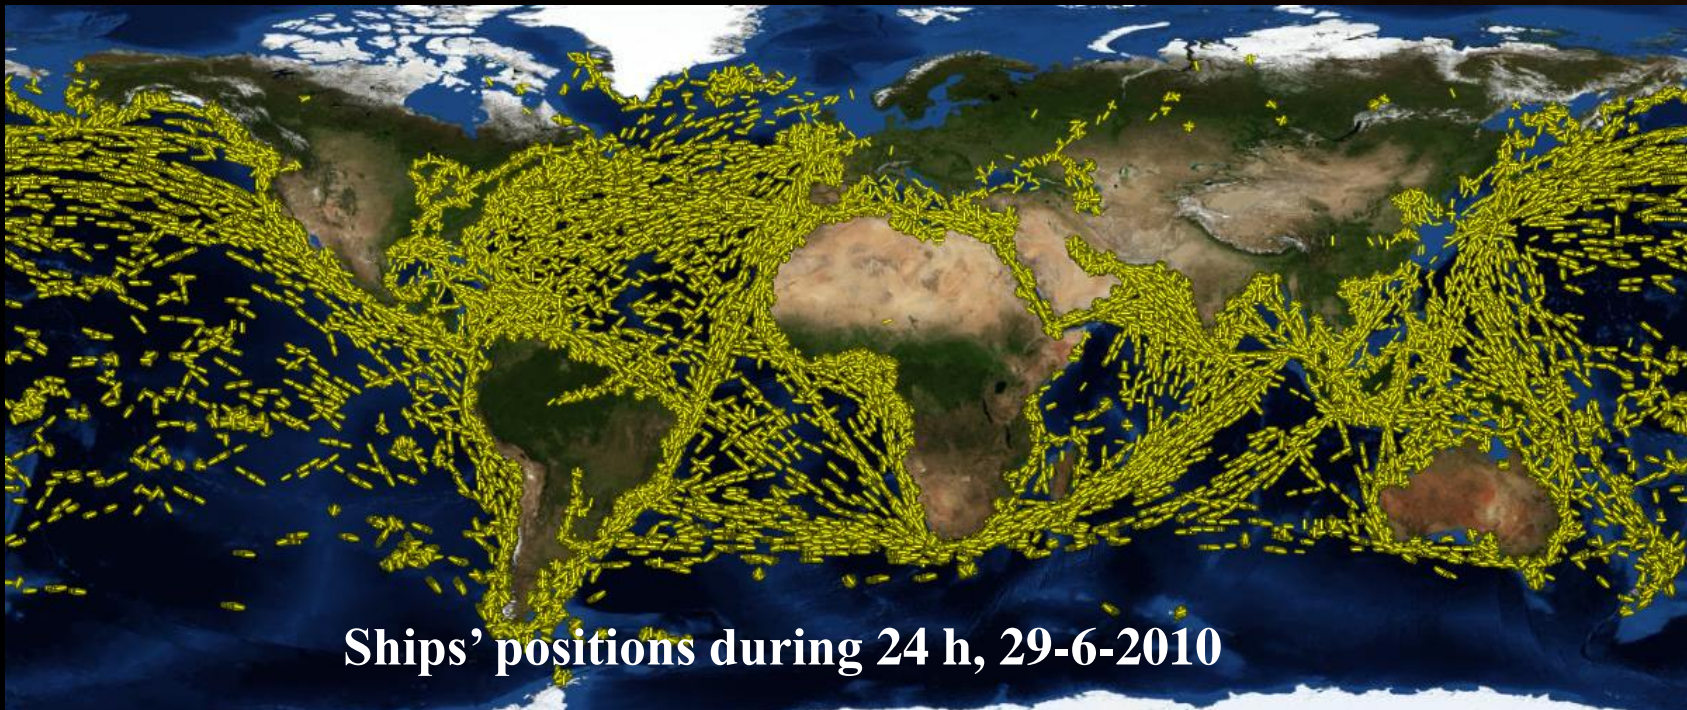 Ships’ positions during 24 h, 29-6-2010